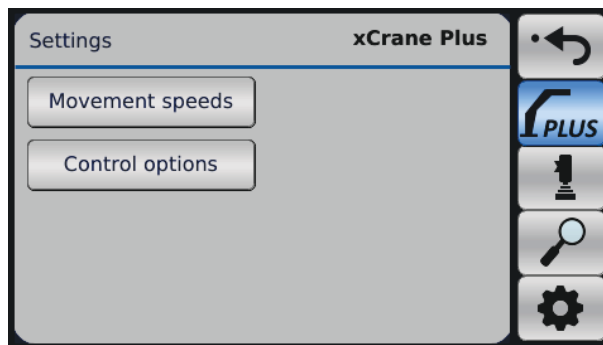 Settings
xCrane Plus
Movement speeds
Control options
PLUS